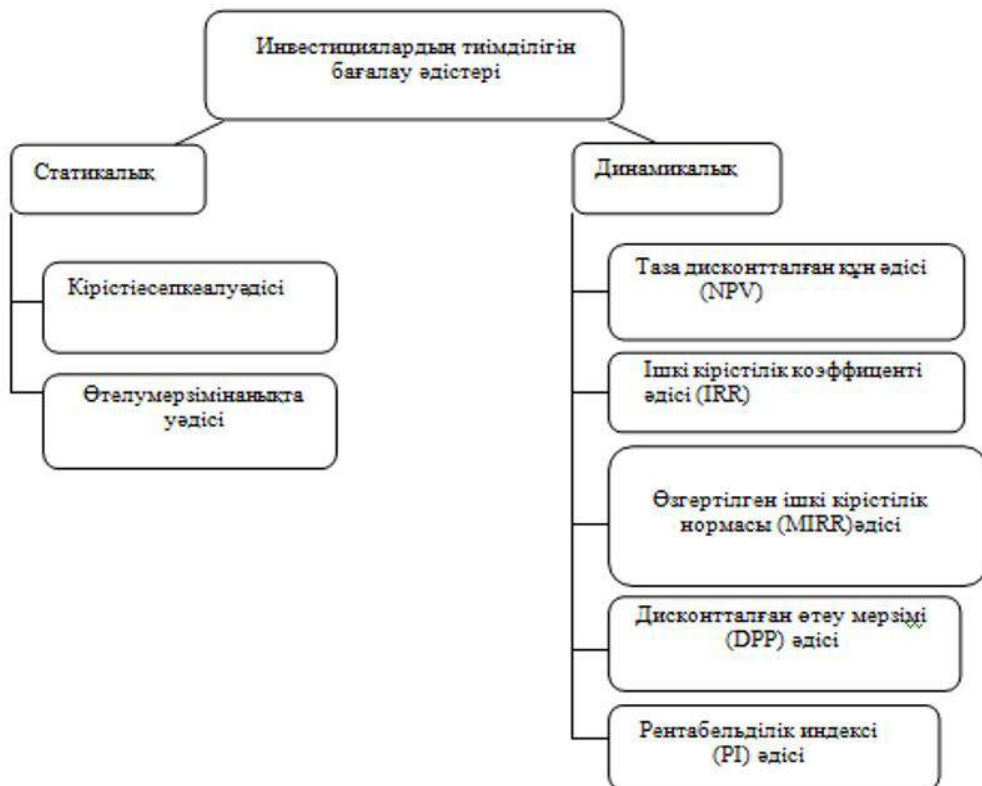 Инвестициялардың тиімділігін
бағалау әдістері
Статикалық
Динамикалық
Кірістіесепкеалуәдісі
Өтелумерзімінанықта
уәдісі
Таза дисконтталған құн әдісі
(NPV)
Ішкі кірістілік коэффиценті
әдісі (IRR)
Өзгертілген ішкі кірістілік
нормасы (MIRR)әдісі
Дисконтталған өтеу мерзімі
(DPP) әдісі
Рентабельділік индексі
(PI) әдісі